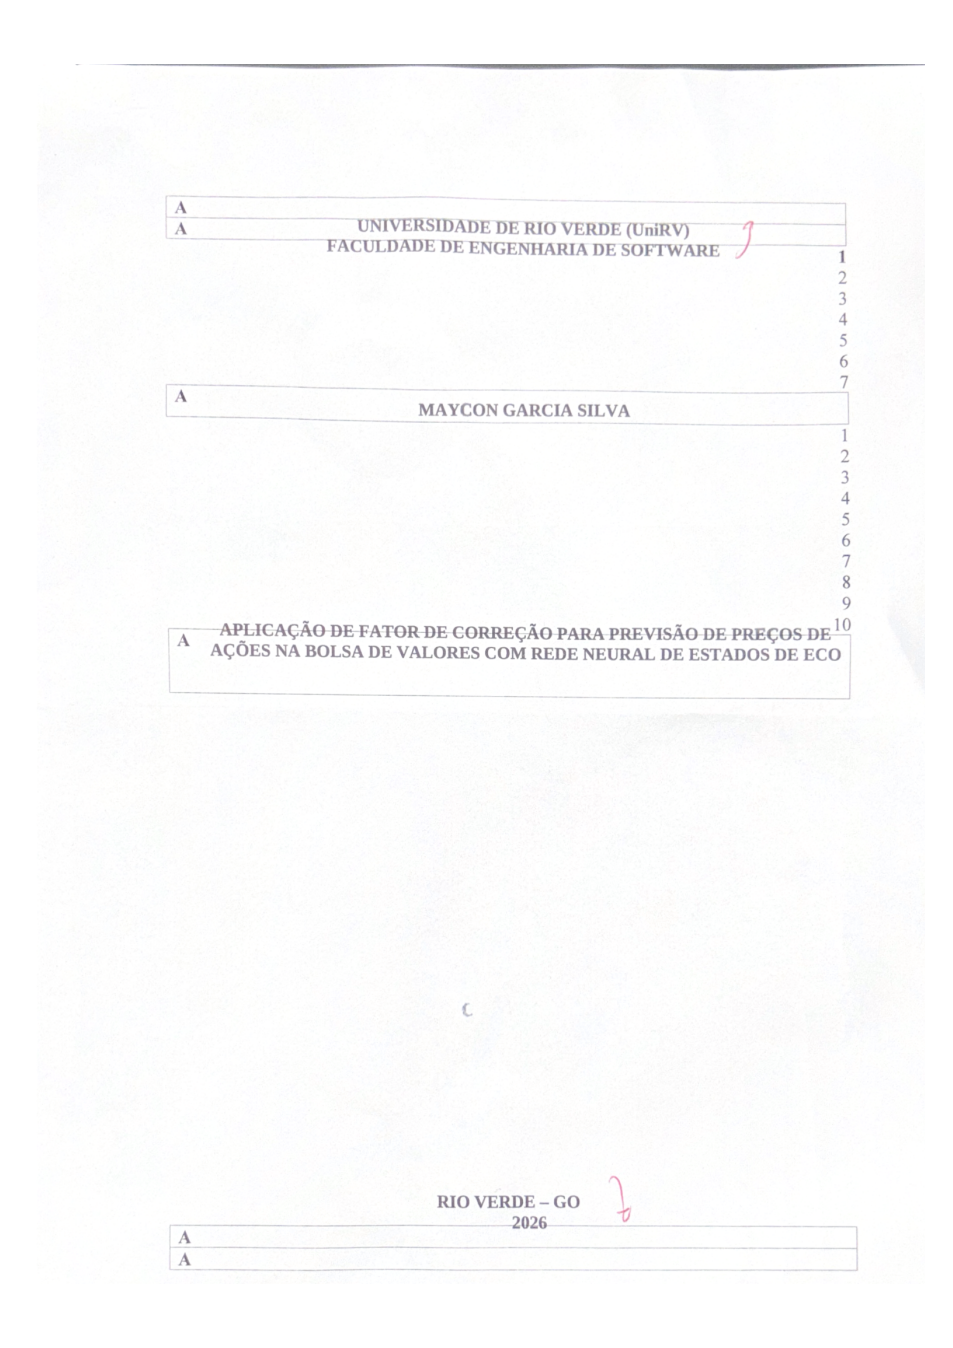 A
A
UNIVERSIDADE DE RIO VERDE (UniRV)
FACULDADE DE ENGENHARIA DE SOFTWARE
1
2
3
4
5
6
7
A
MAYCON GARCIA SILVA
1
2
3
4
5
6
7
8
9
10
A
APLICAÇÃO DE FATOR DE CORREÇÃO PARA PREVISÃO DE PREÇOS DE
AÇÕES NA BOLSA DE VALORES COM REDE NEURAL DE ESTADOS DE ECO
RIO VERDE – GO
2026
A
A